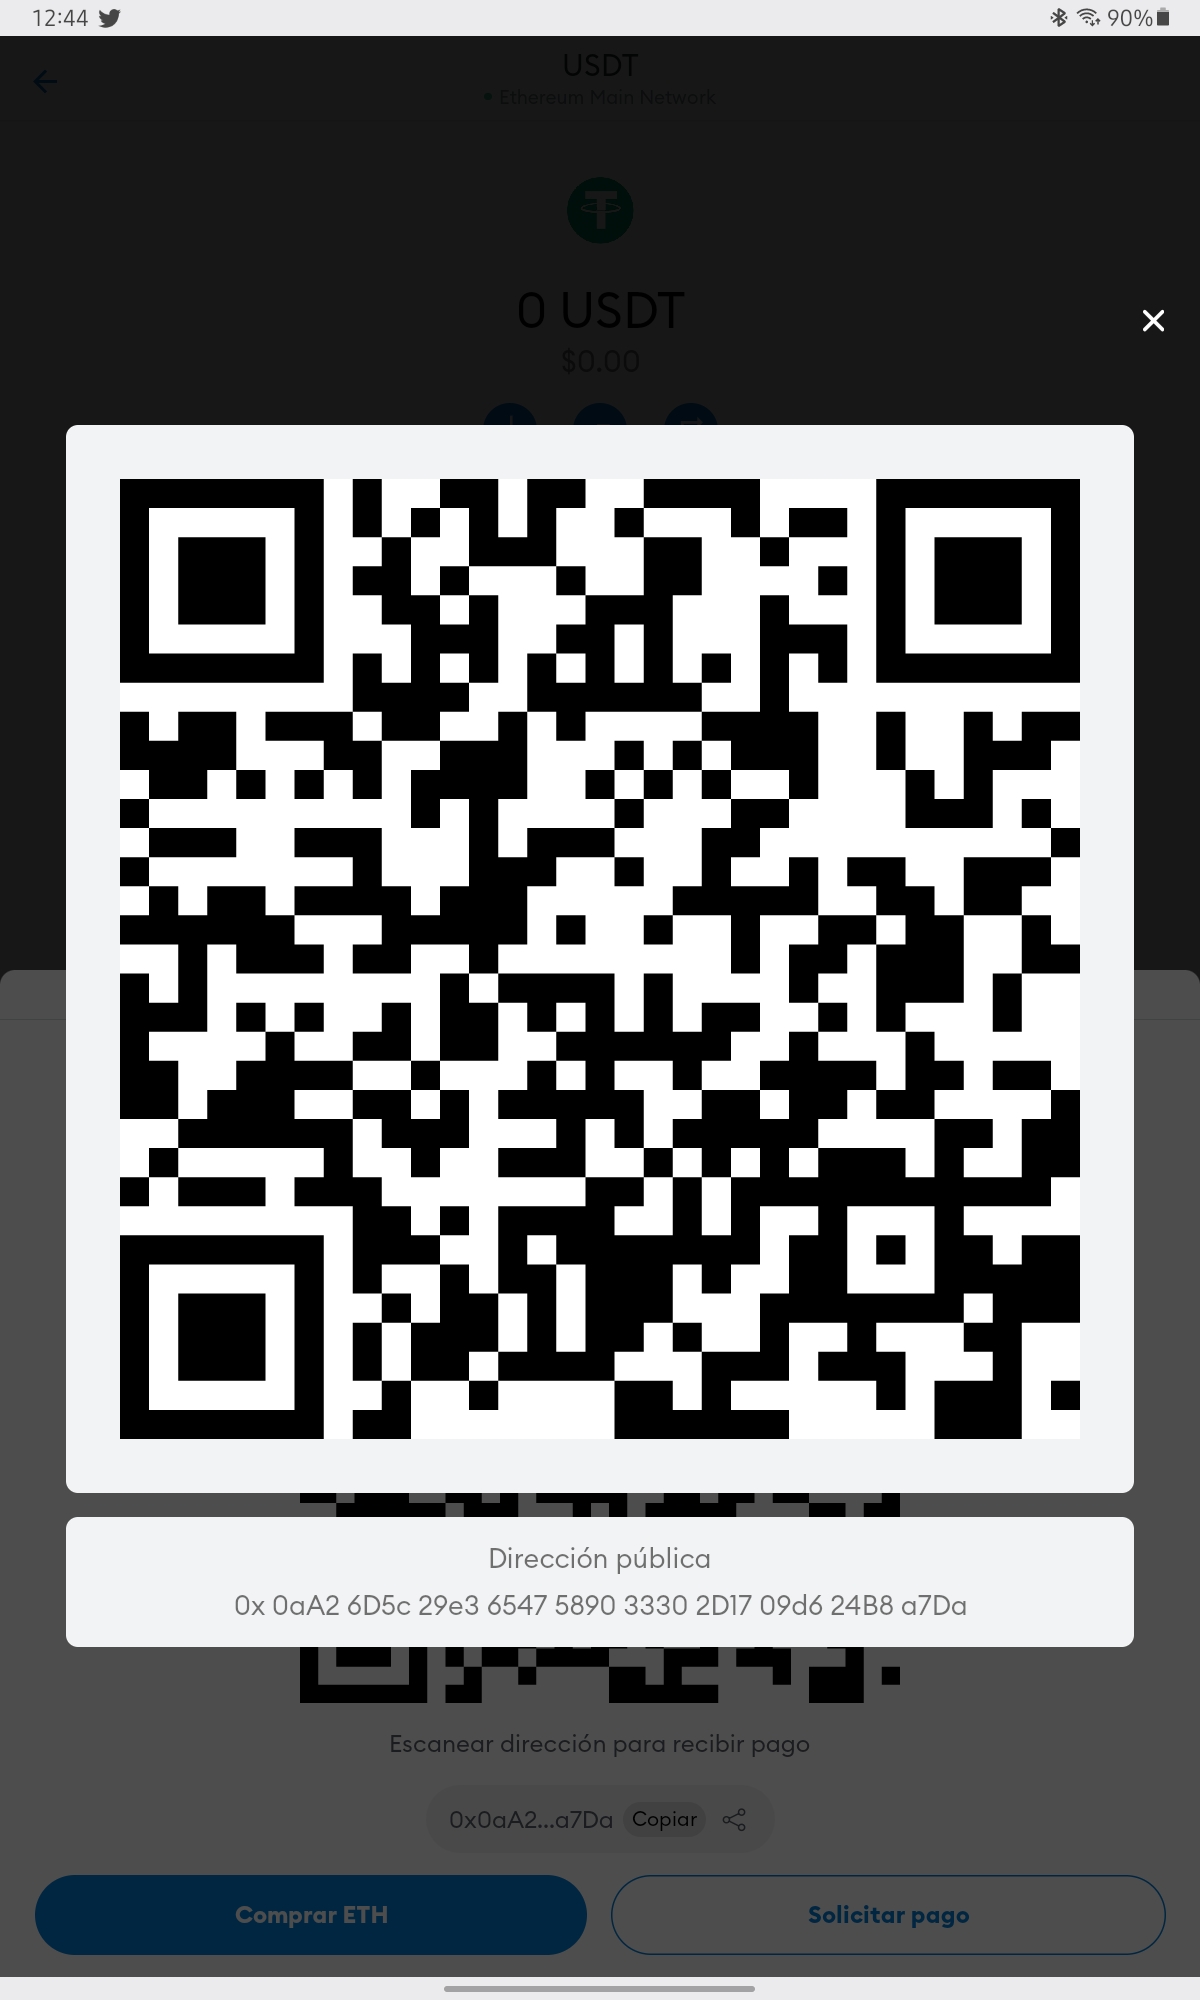 12:44
90%
USDT
Ethereum Main Network
0 USDT
$0.00
Dirección pública
0x 0aA2 6D5c 29e3 6547 5890 3330 2D17 09d6 24B8 a7Da
Escanear dirección para recibir pago
0x0aA2...a7Da Copiar
Comprar ETH
Solicitar pago